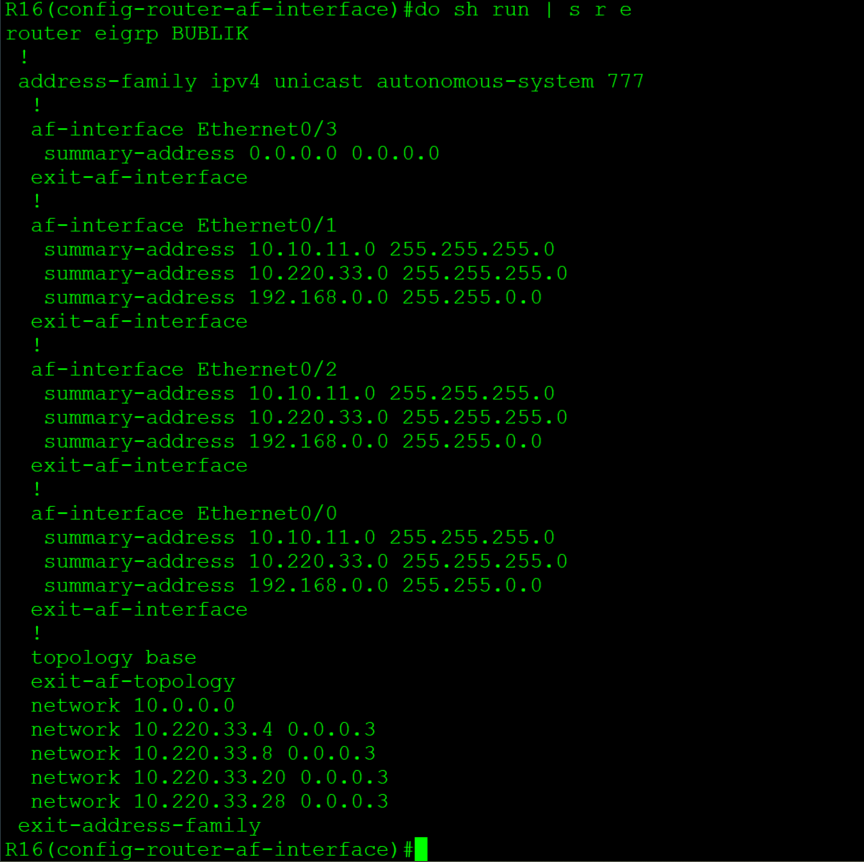 R16(config-router-af-interface)#do sh run | s r e
router eigrp BUBLIK
!
address-family ipv4 unicast autonomous-system 777
!
af-interface Ethernet0/3
summary-address 0.0.0.0 0.0.0.0
exit-af-interface
!
af-interface Ethernet0/1
summary-address 10.10.11.0 255.255.255.0
summary-address 10.220.33.0 255.255.255.0
summary-address 192.168.0.0 255.255.0.0
exit-af-interface
!
af-interface Ethernet0/2
summary-address 10.10.11.0 255.255.255.0
summary-address 10.220.33.0 255.255.255.0
summary-address 192.168.0.0 255.255.0.0
exit-af-interface
!
af-interface Ethernet0/0
summary-address 10.10.11.0 255.255.255.0
summary-address 10.220.33.0 255.255.255.0
summary-address 192.168.0.0 255.255.0.0
exit-af-interface
!
topology base
exit-af-topology
network 10.0.0.0
network 10.220.33.4 0.0.0.3
network 10.220.33.8 0.0.0.3
network 10.220.33.20 0.0.0.3
network 10.220.33.28 0.0.0.3
exit-address-family
R16(config-router-af-interface)#